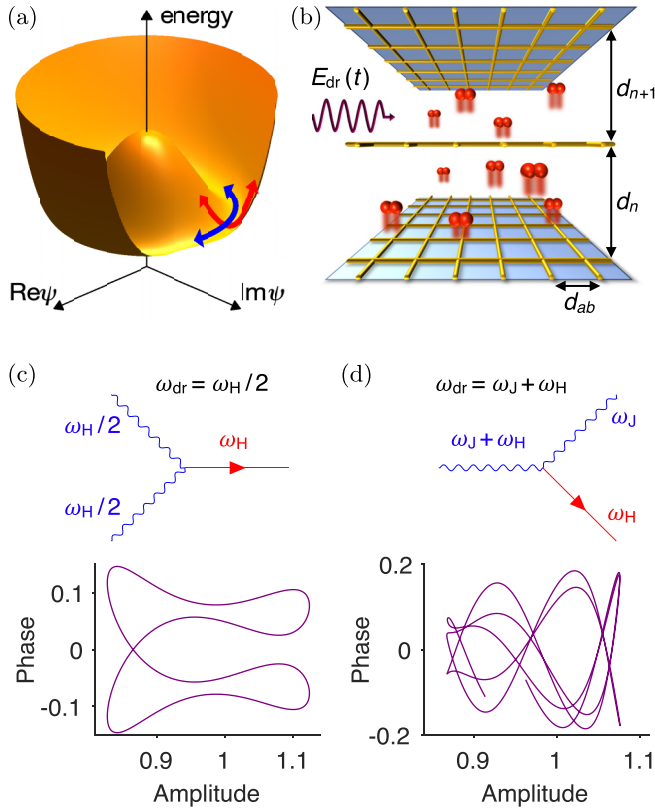 (a)
energy
Reψ
Imψ
(b)
E_dr(t)
d_{n+1}
d_n
d_ab
(c)
ω_dr = ω_H/2
ω_H/2
ω_H
ω_H/2
0.1
0
-0.1
Phase
0.9
1
1.1
Amplitude
(d)
ω_dr = ω_J + ω_H
ω_J
ω_J + ω_H
ω_H
0.2
0
-0.2
Phase
0.9
1
1.1
Amplitude